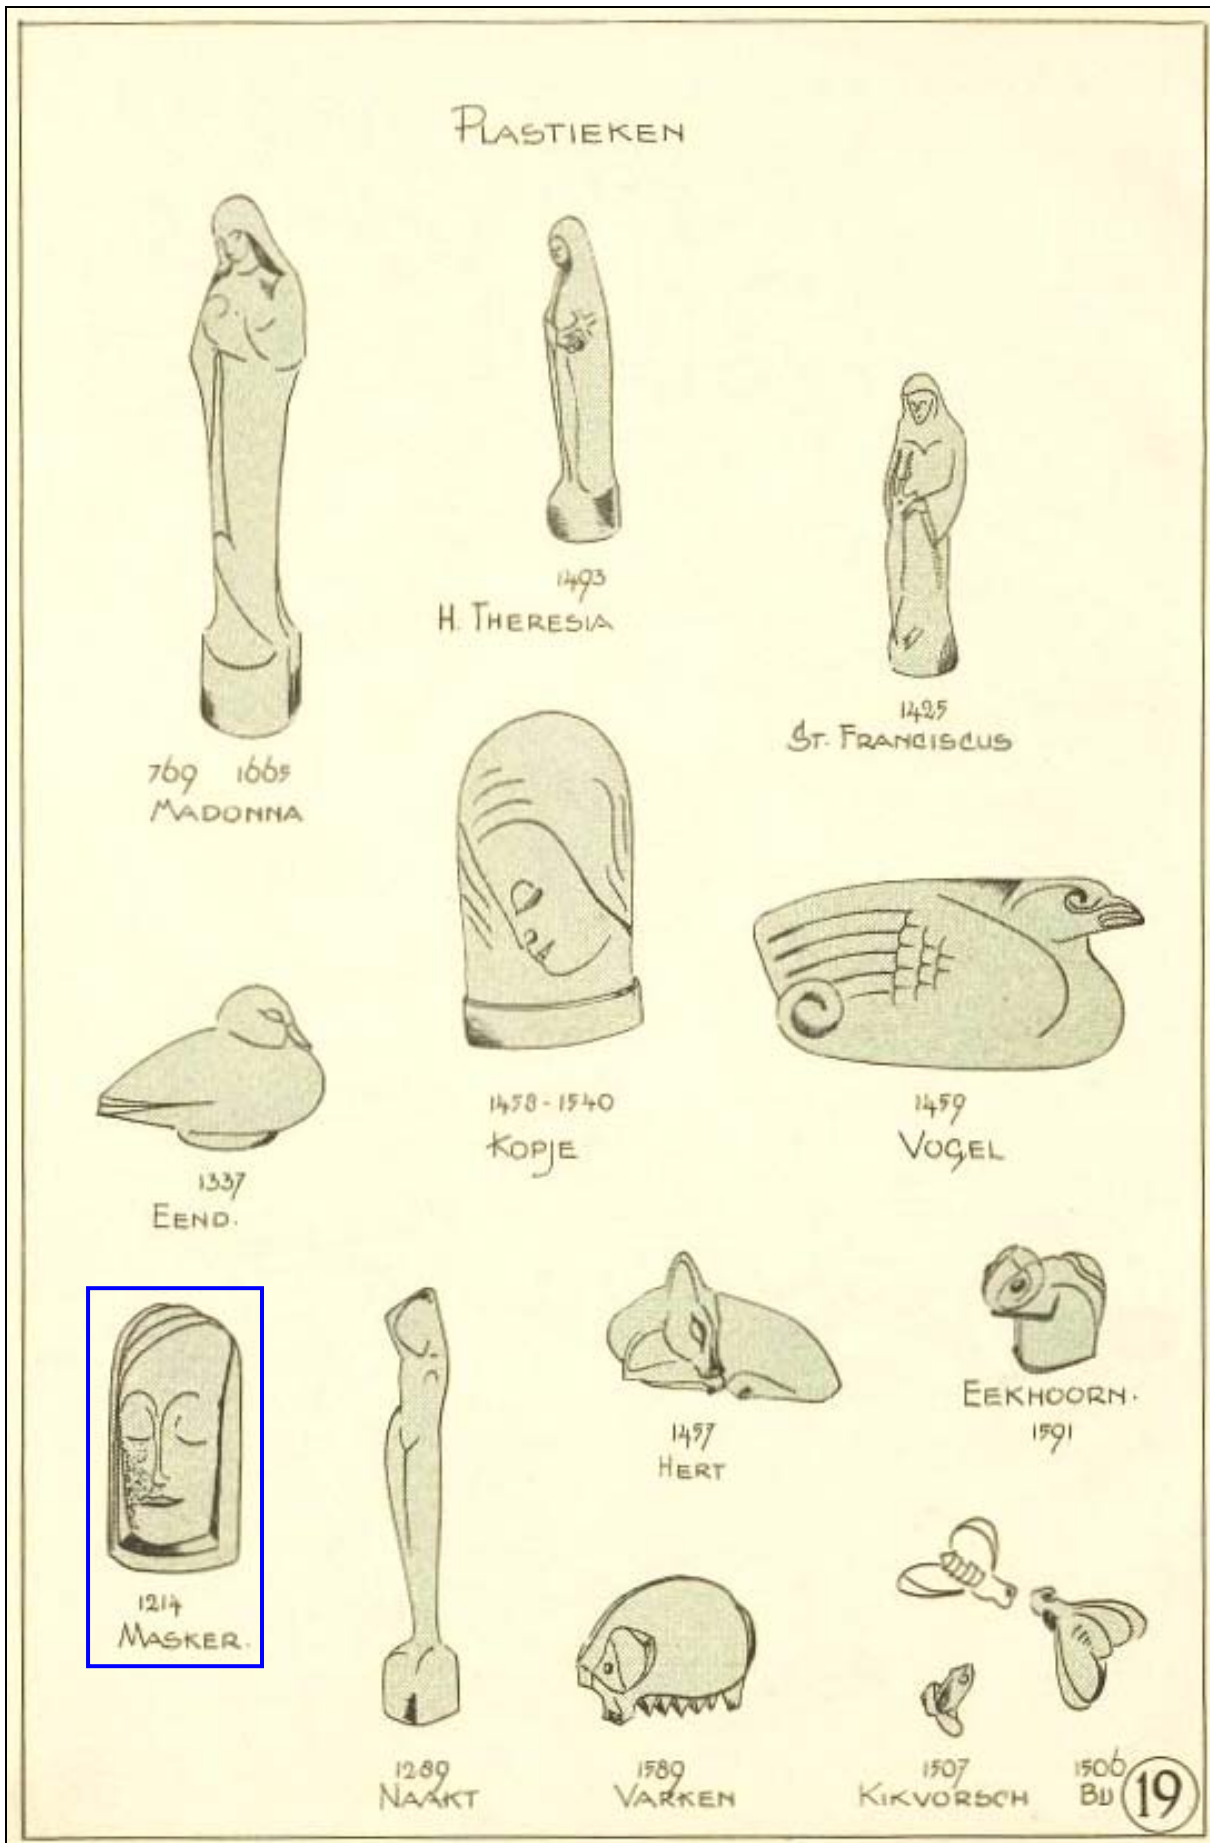 PLASTIEKEN
1493
H. THERESIA
1425
ST. FRANCISCUS
769 1665
MADONNA
1458-1540
KOPJE
1459
VOGEL
1337
EEND.
EEKHOORN.
1591
1457
HERT
1214
MASKER.
1289
NAAKT
1589
VARKEN
1507
KIKVORSCH
1506
BIJ
19